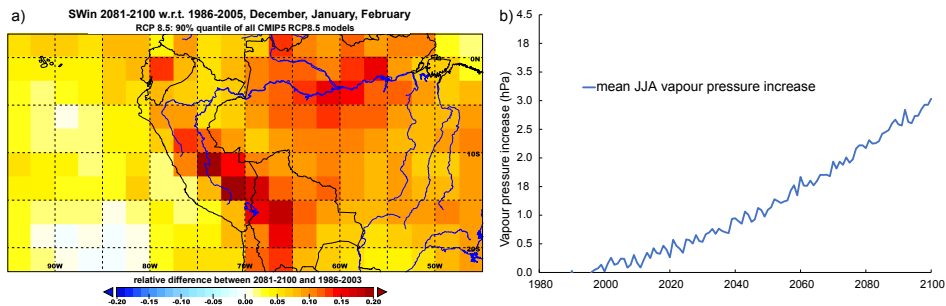 a)
SWin 2081-2100 w.r.t. 1986-2005, December, January, February
RCP 8.5: 90% quantile of all CMIP5 RCP8.5 models
0N
10S
20S
90W
80W
70W
60W
50W
relative difference between 2081-2100 and 1986-2003
-0.20 -0.15 -0.10 -0.05 0.00 0.05 0.10 0.15 0.20
b)
Vapour pressure increase (hPa)
4.5
18
3.5
3.0
2.5
2.0
1.5
1.0
0.5
0.0
mean JJA vapour pressure increase
1980 2000 2020 2040 2060 2080 2100